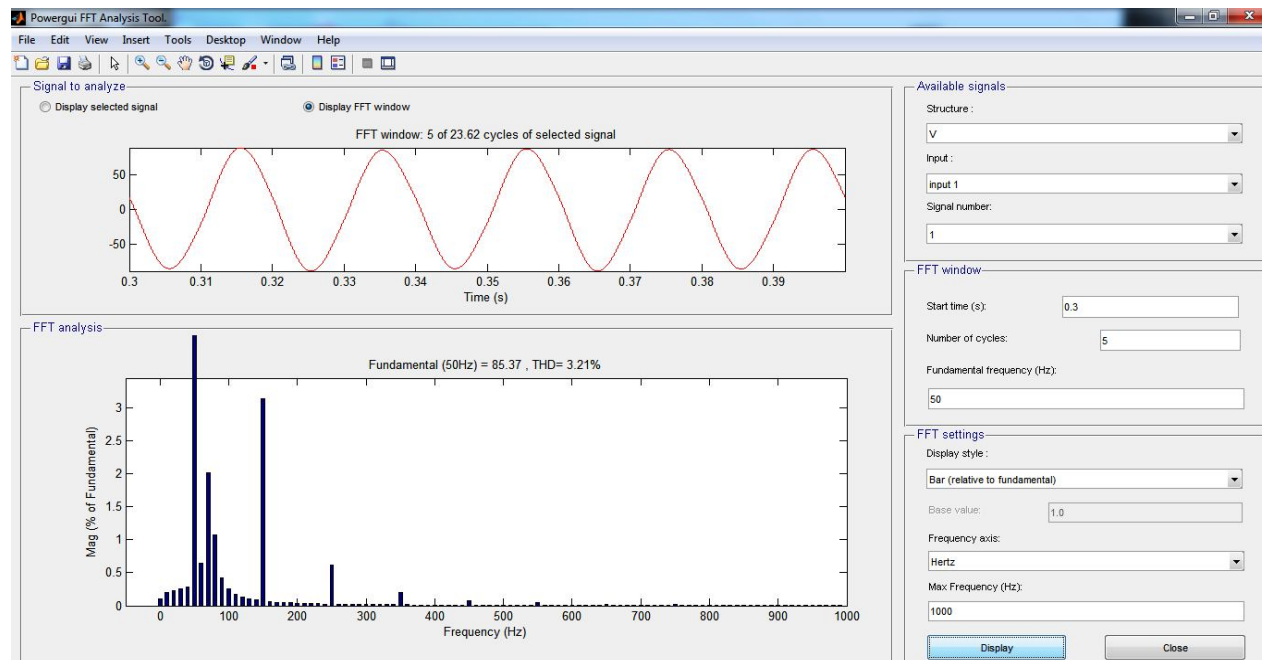 Powergui FFT Analysis Tool.
File Edit View Insert Tools Desktop Window Help
Signal to analyze
Display selected signal
Display FFT window
FFT window: 5 of 23.62 cycles of selected signal
50
0
-50
0.3 0.31 0.32 0.33 0.34 0.35 0.36 0.37 0.38 0.39
Time (s)
FFT analysis
Fundamental (50Hz) = 85.37 , THD= 3.21%
Mag (% of Fundamental)
3
2.5
2
1.5
1
0.5
0
0 100 200 300 400 500 600 700 800 900 1000
Frequency (Hz)
Available signals
Structure :
V
Input :
input 1
Signal number:
1
FFT window
Start time (s): 0.3
Number of cycles: 5
Fundamental frequency (Hz):
50
FFT settings
Display style :
Bar (relative to fundamental)
Base value: 1.0
Frequency axis:
Hertz
Max Frequency (Hz):
1000
Display Close